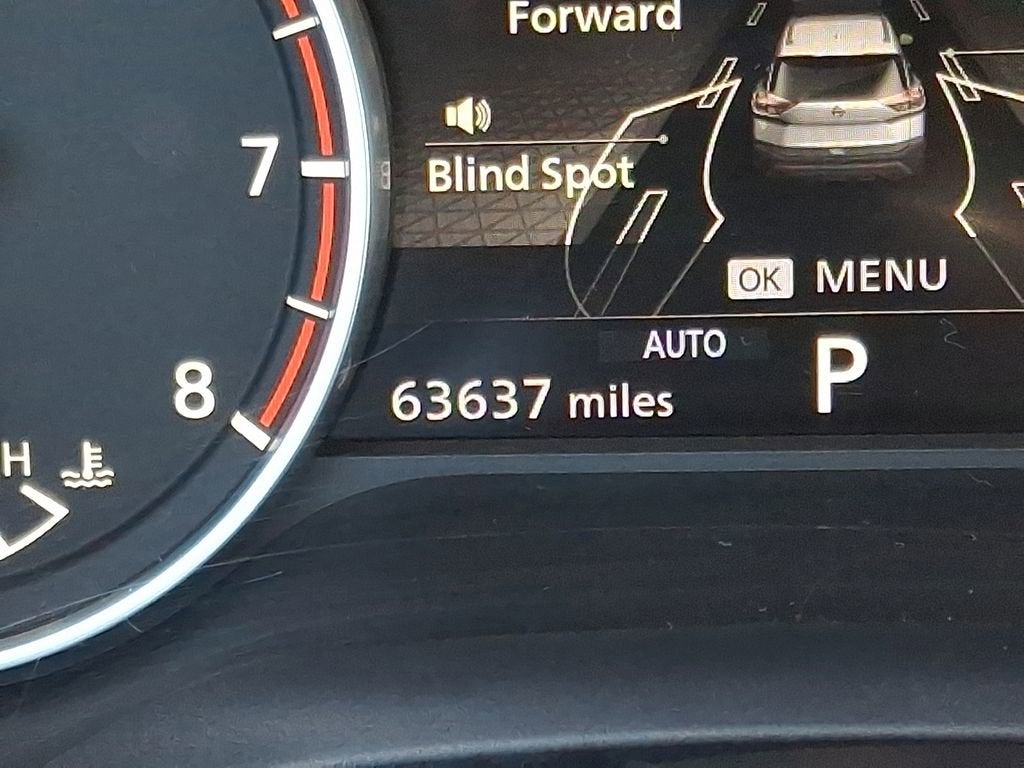 Forward
7
Blind Spot
OK MENU
AUTO
8
63637 miles
P
H